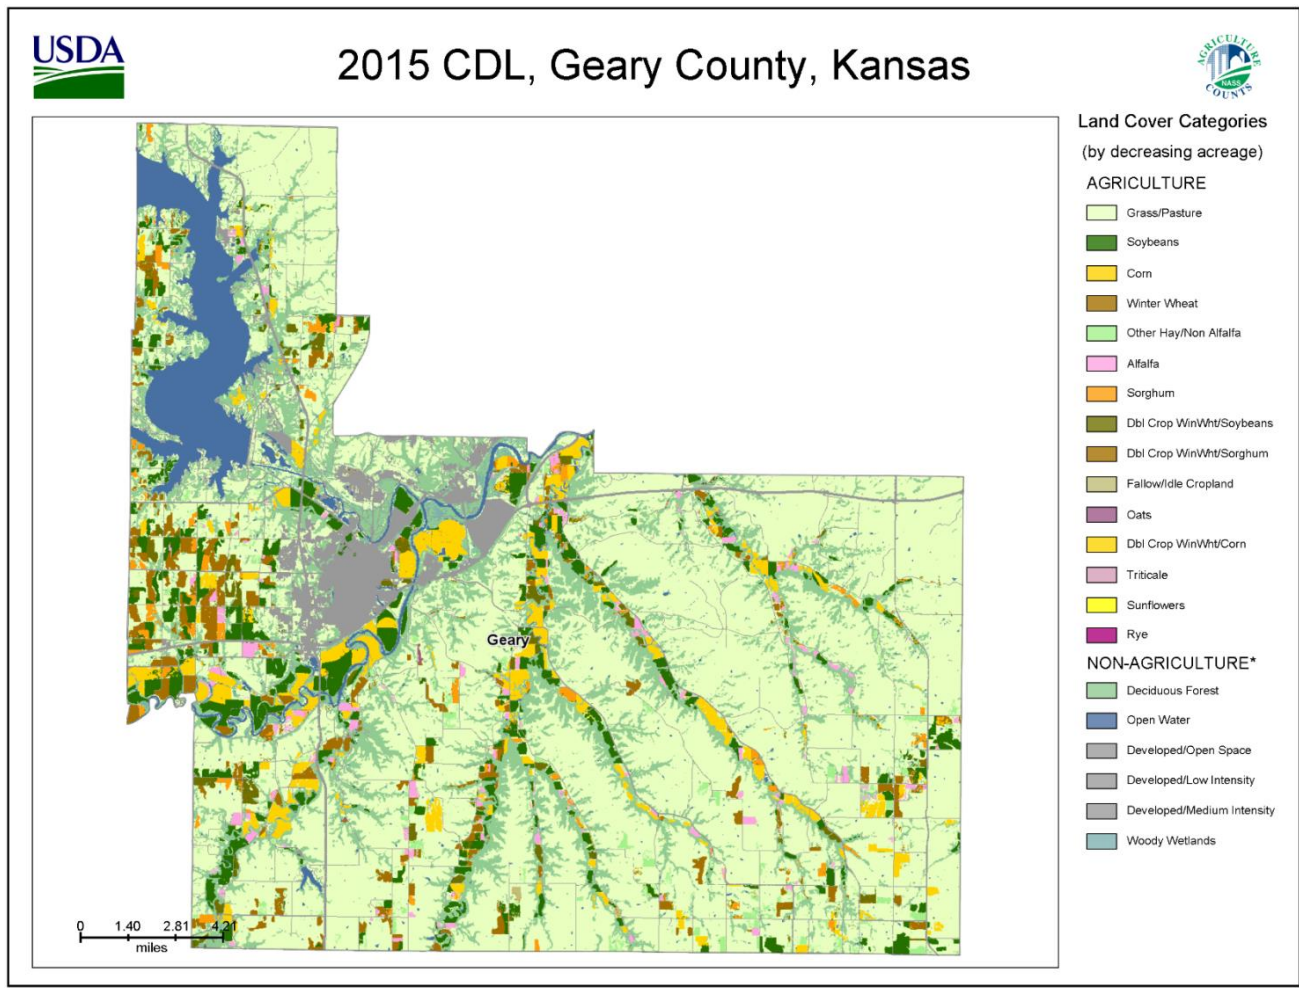 USDA
2015 CDL, Geary County, Kansas
AGRICULTURE
NASS
COUNTS
Land Cover Categories
(by decreasing acreage)
AGRICULTURE
Grass/Pasture
Soybeans
Corn
Winter Wheat
Other Hay/Non Alfalfa
Alfalfa
Sorghum
Dbl Crop WinWht/Soybeans
Dbl Crop WinWht/Sorghum
Fallow/Idle Cropland
Oats
Dbl Crop WinWht/Corn
Triticale
Sunflowers
Rye
NON-AGRICULTURE*
Deciduous Forest
Open Water
Developed/Open Space
Developed/Low Intensity
Developed/Medium Intensity
Woody Wetlands
Geary
0 1.40 2.81 4.21
miles